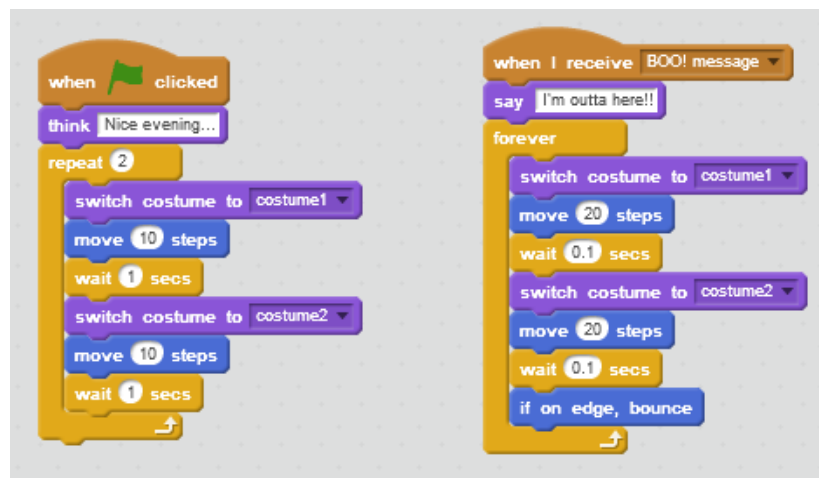 when clicked
think Nice evening...
repeat 2
switch costume to costume1
move 10 steps
wait 1 secs
switch costume to costume2
move 10 steps
wait 1 secs
when I receive BOO! message
say I'm outta here!!
forever
switch costume to costume1
move 20 steps
wait 0.1 secs
switch costume to costume2
move 20 steps
wait 0.1 secs
if on edge, bounce